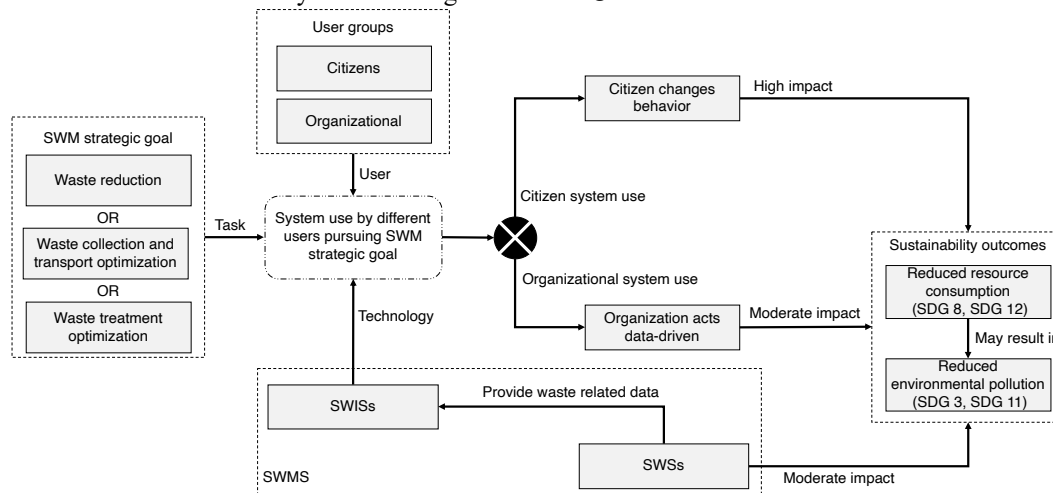 User groups
Citizens
Organizational
User
SWM strategic goal
Waste reduction
OR
Waste collection and
transport optimization
OR
Waste treatment
optimization
Task
System use by different
users pursuing SWM
strategic goal
Technology
Citizen system use
Organizational system use
Citizen changes
behavior
High impact
Organization acts
data-driven
Moderate impact
Sustainability outcomes
Reduced resource
consumption
(SDG 8, SDG 12)
May result in
Reduced
environmental pollution
(SDG 3, SDG 11)
SWISs
Provide waste related data
SWSs
SWMS
Moderate impact